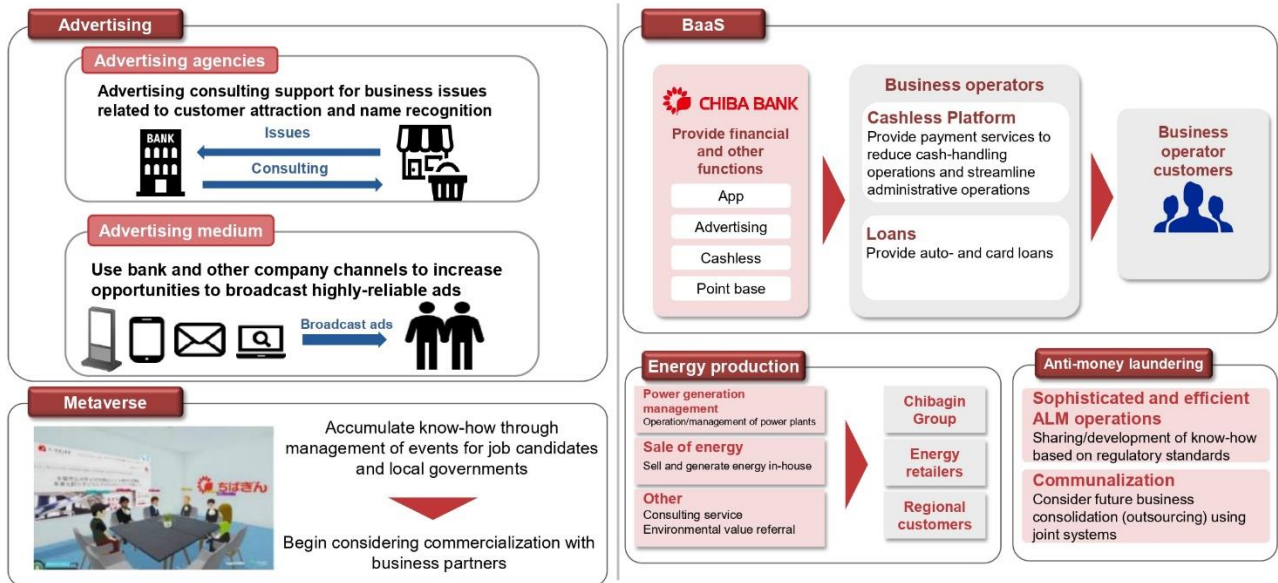 Advertising
Advertising agencies
Advertising consulting support for business issues
related to customer attraction and name recognition
BANK
Issues
Consulting
Advertising medium
Use bank and other company channels to increase
opportunities to broadcast highly-reliable ads
Broadcast ads
Metaverse
ちばぎん
Accumulate know-how through
management of events for job candidates
and local governments
Begin considering commercialization with
business partners
BaaS
CHIBA BANK
Provide financial
and other
functions
App
Advertising
Cashless
Point base
Business operators
Cashless Platform
Provide payment services to
reduce cash-handling
operations and streamline
administrative operations
Loans
Provide auto- and card loans
Business
operator
customers
Energy production
Power generation
management
Operation/management of power plants
Sale of energy
Sell and generate energy in-house
Other
Consulting service
Environmental value referral
Chibagin
Group
Energy
retailers
Regional
customers
Anti-money laundering
Sophisticated and efficient
ALM operations
Sharing/development of know-how
based on regulatory standards
Communalization
Consider future business
consolidation (outsourcing) using
joint systems